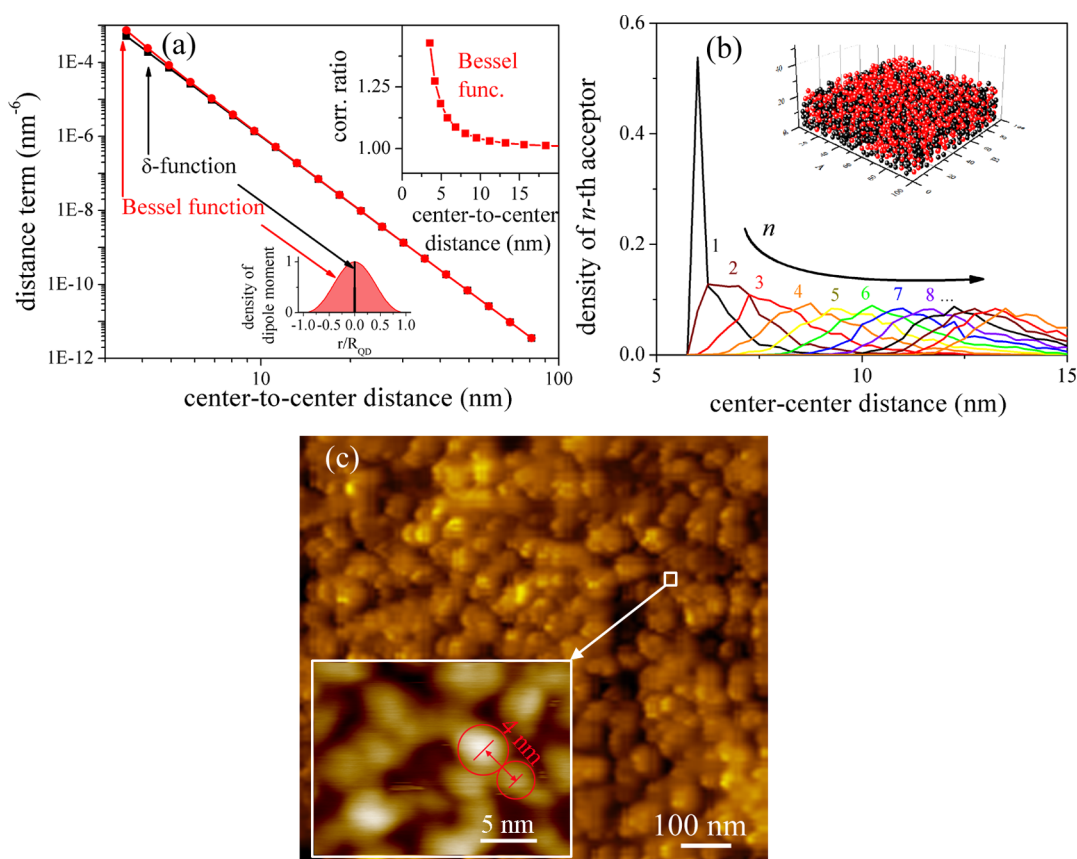 (a)
distance term (nm⁻⁶)
1E-4
1E-6
1E-8
1E-10
1E-12
10
100
center-to-center distance (nm)
δ-function
Bessel function
corr. ratio
1.25
1.00
0
5
10
15
Bessel
func.
center-to-center
distance (nm)
density of
dipole moment
1
0
-1.0
-0.5
0.0
0.5
1.0
r/R_QD
(b)
density of n-th acceptor
0.6
0.4
0.2
0.0
5
10
15
center-center distance (nm)
n
1
2
3
4
5
6
7
8 ...
100
(c)
4 nm
5 nm
100 nm